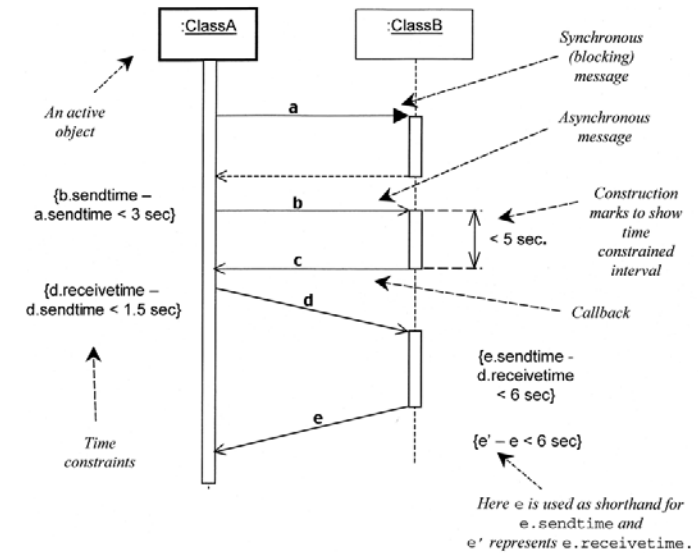 :ClassA
:ClassB
Synchronous
(blocking)
message
An active
object
a
Asynchronous
message
{b.sendtime –
a.sendtime < 3 sec}
b
Construction
marks to show
time
constrained
interval
< 5 sec.
c
{d.receivetime –
d.sendtime < 1.5 sec}
d
Callback
{e.sendtime -
d.receivetime
< 6 sec}
e
Time
constraints
{e' – e < 6 sec}
Here e is used as shorthand for
e.sendtime and
e' represents e.receivetime.